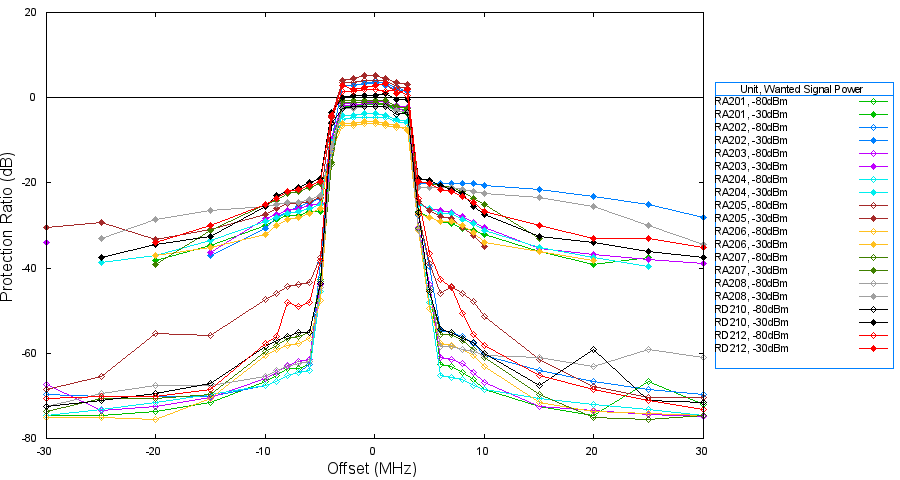 20
0
-20
-40
-60
-80
-30
-20
-10
0
10
20
30
Protection Ratio (dB)
Offset (MHz)
Unit, Wanted Signal Power
RA201, -80dBm
RA201, -30dBm
RA202, -80dBm
RA202, -30dBm
RA203, -80dBm
RA203, -30dBm
RA204, -80dBm
RA204, -30dBm
RA205, -80dBm
RA205, -30dBm
RA206, -80dBm
RA206, -30dBm
RA207, -80dBm
RA207, -30dBm
RA208, -80dBm
RA208, -30dBm
RD210, -80dBm
RD210, -30dBm
RD212, -80dBm
RD212, -30dBm